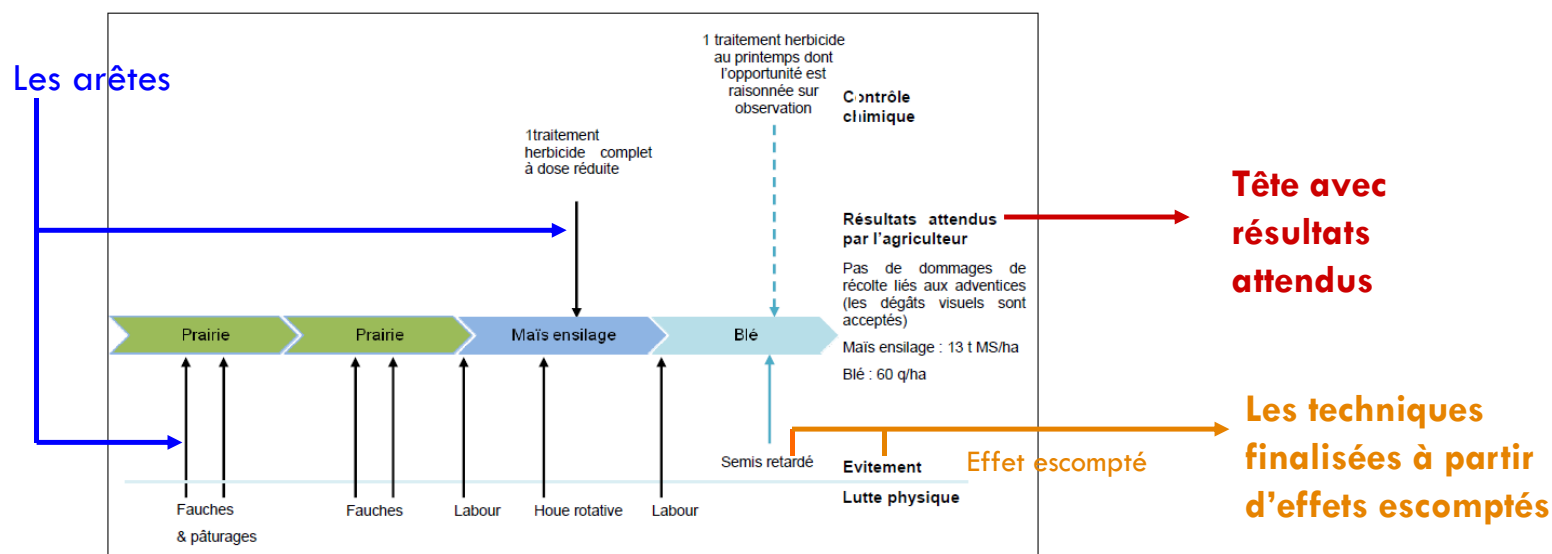 Les arêtes
1 traitement herbicide
au printemps dont
l'opportunité est
raisonnée sur
observation
Contrôle
chimique
1traitement
herbicide complet
à dose réduite
Tête avec
résultats
attendus
Résultats attendus
par l'agriculteur
Pas de dommages de
récolte liés aux adventices
(les dégâts visuels sont
acceptés)
Maïs ensilage : 13 t MS/ha
Blé : 60 q/ha
Prairie
Prairie
Maïs ensilage
Blé
Les techniques
finalisées à partir
d'effets escomptés
Semis retardé
Evitement
Effet escompté
Lutte physique
Fauches
& pâturages
Fauches
Labour
Houe rotative
Labour